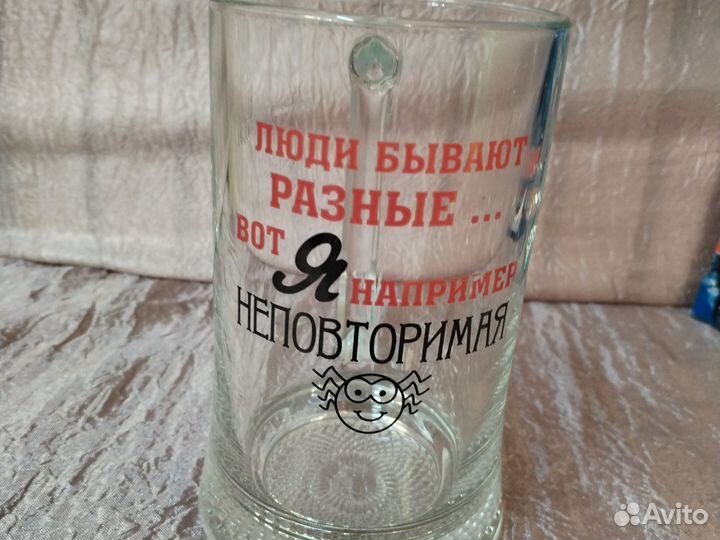 ЛЮДИ БЫВАЮТ
РАЗНЫЕ ...
ВОТ Я НАПРИМЕР
НЕПОВТОРИМАЯ
Avito